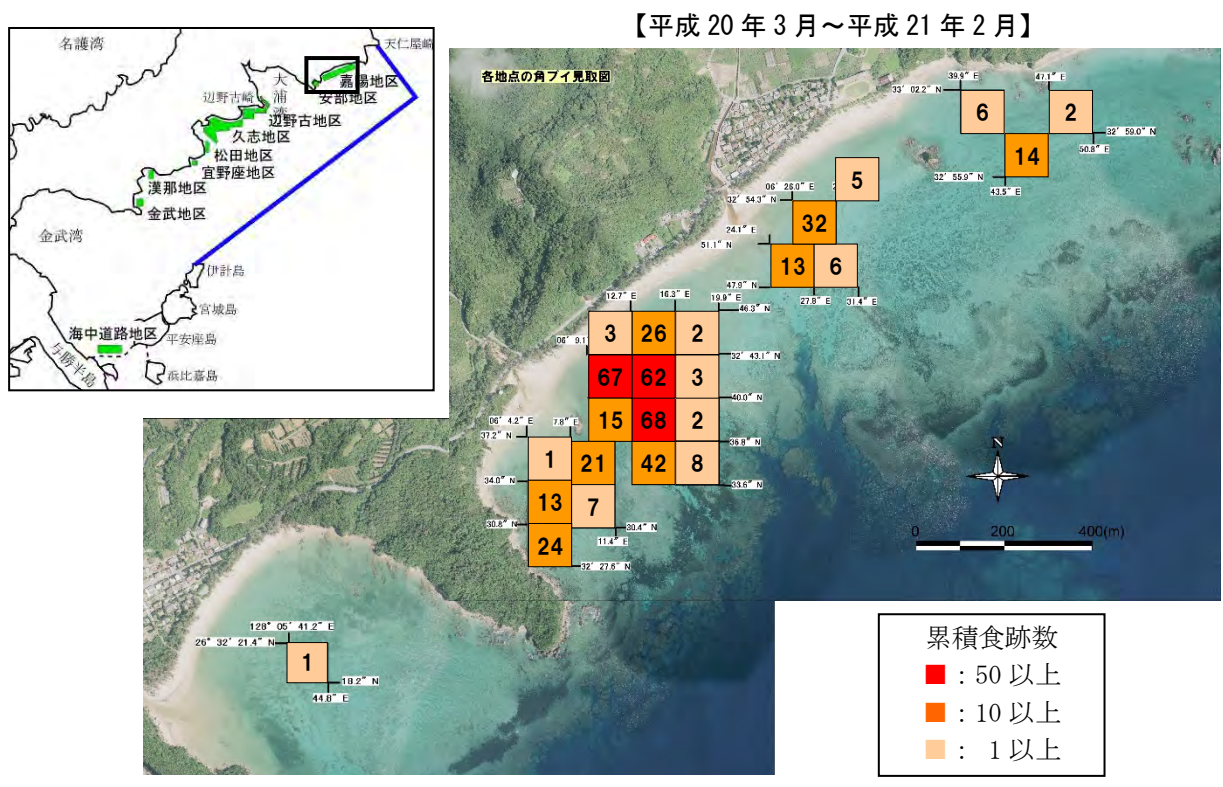 【平成 20 年 3 月～平成 21 年 2 月】
名護湾
天仁屋崎
大浦湾
嘉陽地区
安部地区
辺野古崎
辺野古地区
久志地区
松田地区
宜野座地区
漢那地区
金武地区
金武湾
伊計島
宮城島
海中道路地区
平安座島
与勝半島
浜比嘉島
各地点の角ブイ見取図
39.9″ E
47.1″ E
33′ 02.2″ N
6
2
32′ 59.0″ N
50.8″ E
14
32′ 55.9″ N
43.5″ E
5
06′ 26.0″ E
32′ 54.3″ N
32
24.1″ E
51.1″ N
13
6
47.9″ N
27.8″ E
31.4″ E
12.7″ E
16.3″ E
19.9″ E
46.3″ N
3
26
2
06′ 9.1
32′ 43.1″ N
67
62
3
40.0″ N
15
68
2
36.8″ N
06′ 4.2″ E
7.8″ E
37.2″ N
1
21
42
8
34.0″ N
33.6″ N
13
7
30.8″ N
30.4″ N
11.4″ E
24
32′ 27.6″ N
N
0
200
400(m)
128° 05′ 41.2″ E
26° 32′ 21.4″ N
1
18.2″ N
44.8″ E
累積食跡数
：50 以上
：10 以上
： 1 以上